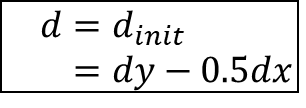 d = d_init
= dy − 0.5dx